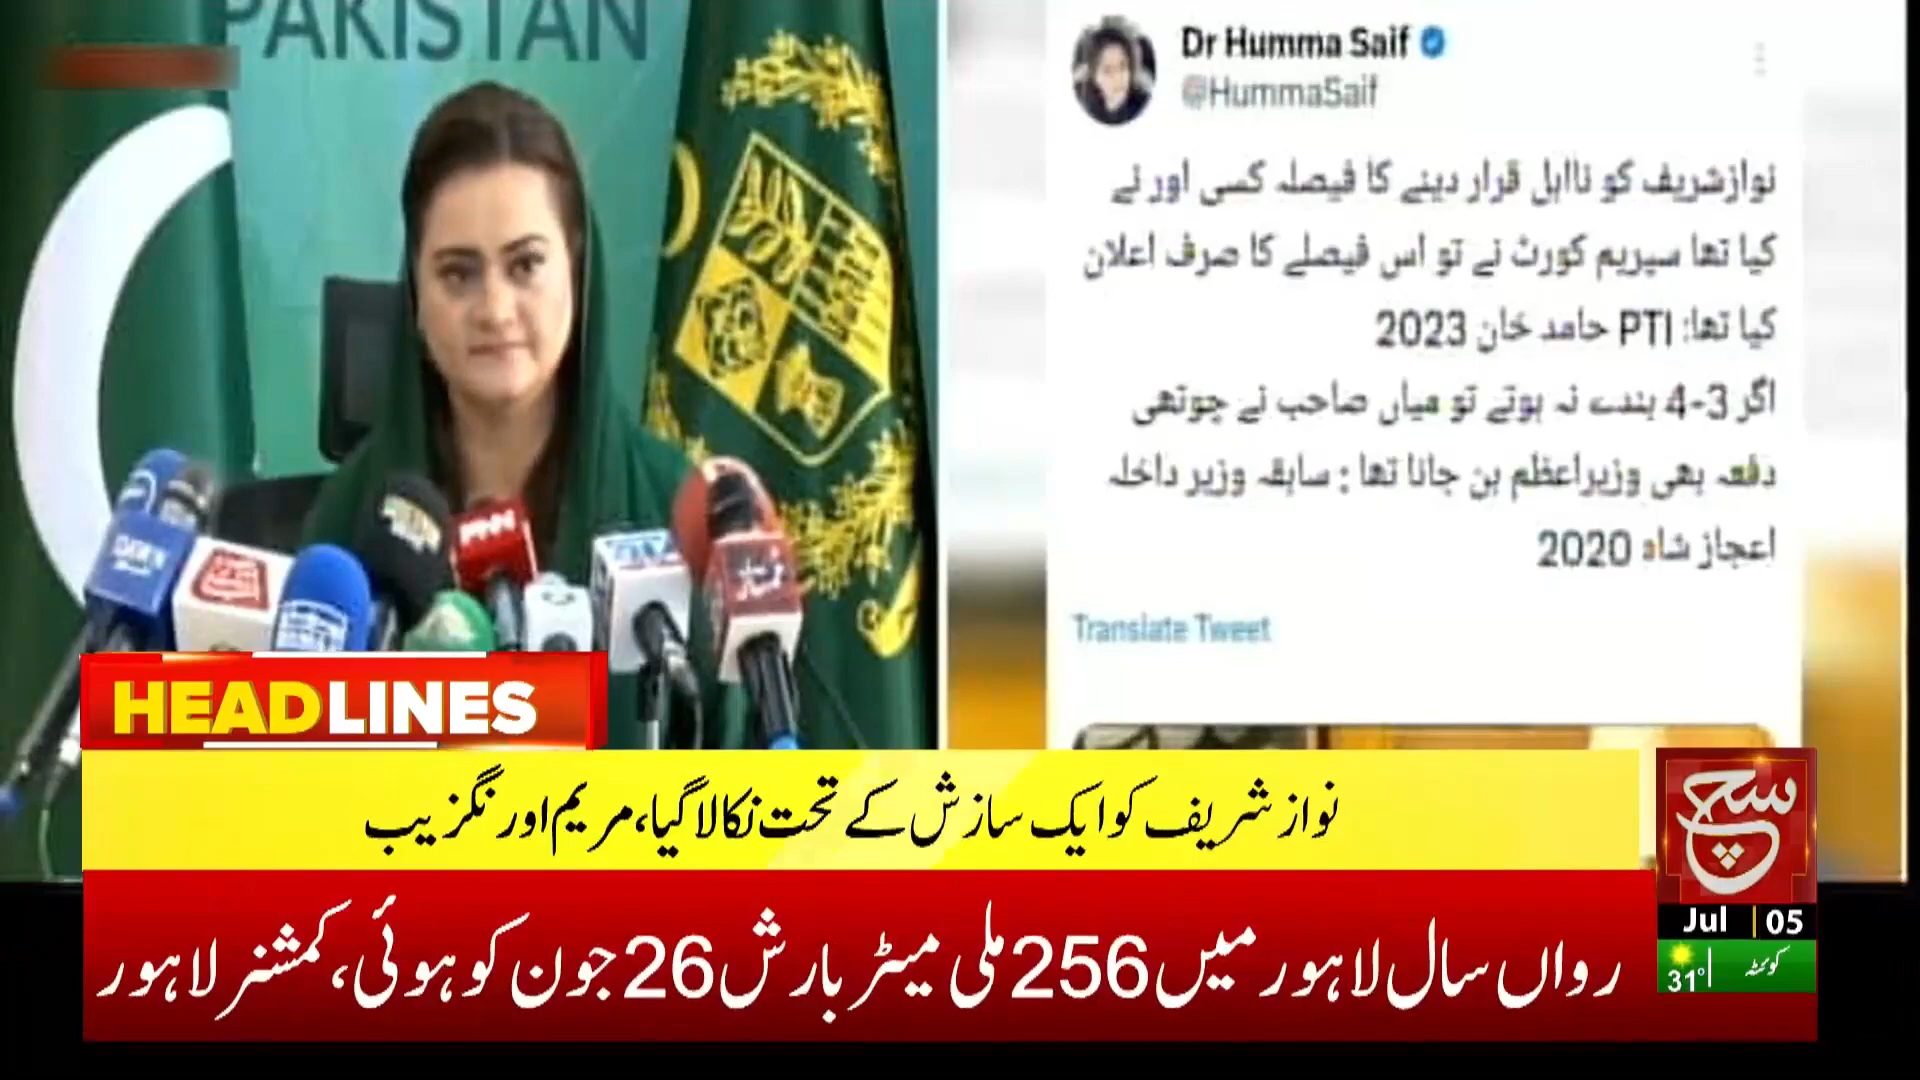 PAKISTAN
Dr Humma Saif
@HummaSaif
نوازشریف کو نااہل قرار دینے کا فیصلہ کسی اور نے
کیا تھا سپریم کورٹ نے تو اس فیصلے کا صرف اعلان
کیا تھا: PTI حامد خان 2023
اگر 3-4 بندے نہ ہوتے تو میاں صاحب نے چوتھی
دفعہ بھی وزیراعظم بن جانا تھا : سابقہ وزیر داخلہ
اعجاز شاہ 2020
Translate Tweet
DAWN
PNN
HEADLINES
نواز شریف کو ایک سازش کے تحت نکالا گیا، مریم اورنگزیب
سچ
Jul 05
31° کوئٹہ
رواں سال لاہور میں 256 ملی میٹر بارش 26 جون کو ہوئی، کمشنر لاہور